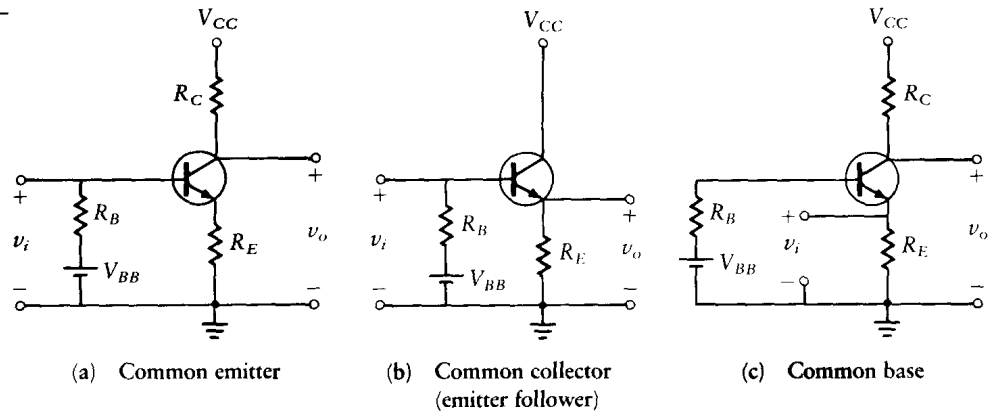 V_CC
R_C
+
R_B
v_i
V_BB
−
R_E
+
v_o
−
(a) Common emitter
V_CC
+
R_B
v_i
V_BB
−
R_E
+
v_o
−
(b) Common collector
(emitter follower)
V_CC
R_C
R_B
V_BB
+
v_i
−
R_E
+
v_o
−
(c) Common base